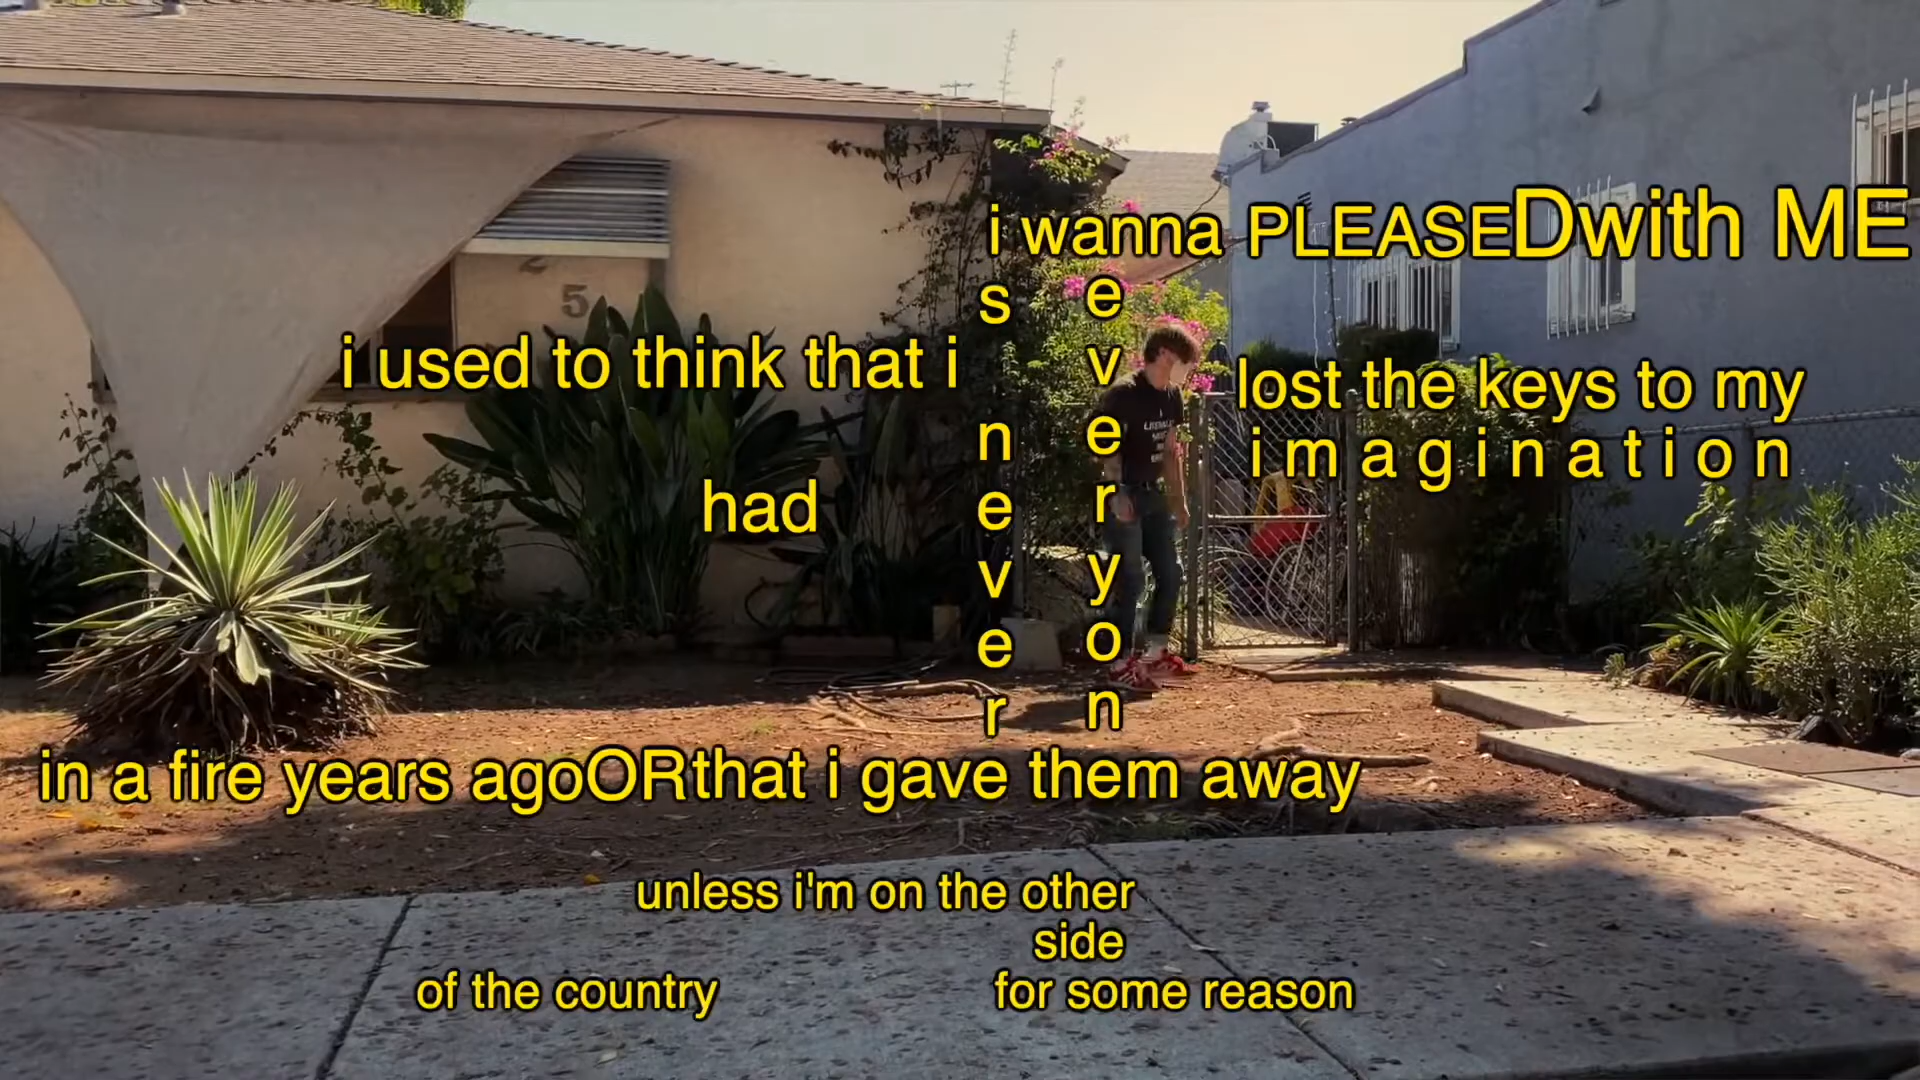 i wanna PLEASEDwith ME
i used to think that i
had
s
n
e
v
e
r
e
v
e
r
y
o
n
lost the keys to my
i m a g i n a t i o n
in a fire years agoORthat i gave them away
unless i'm on the other
side
of the country
for some reason
5